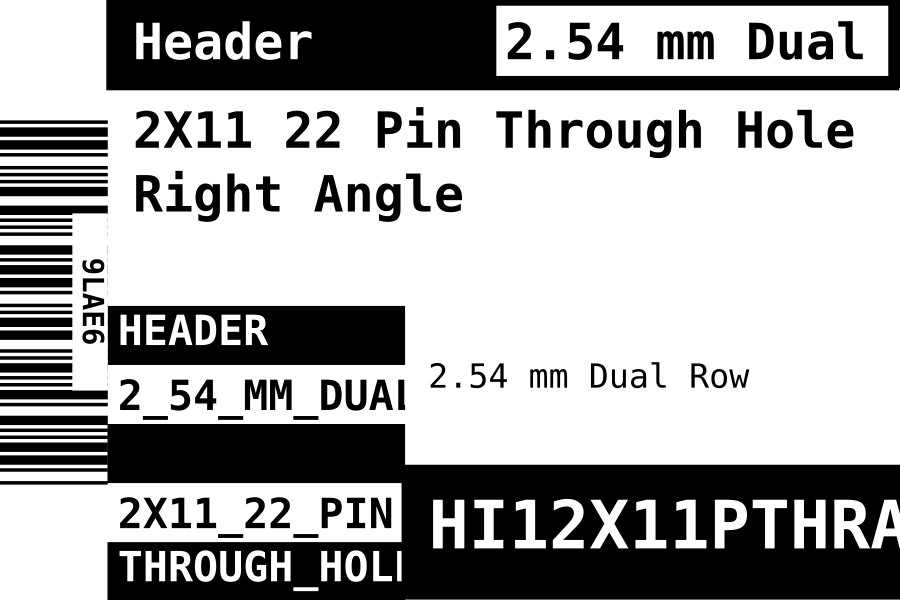 Header
2.54 mm Dual
2X11 22 Pin Through Hole
Right Angle
9LAE6
HEADER
2_54_MM_DUAL
2.54 mm Dual Row
2X11_22_PIN
THROUGH_HOL
HI12X11PTHRA